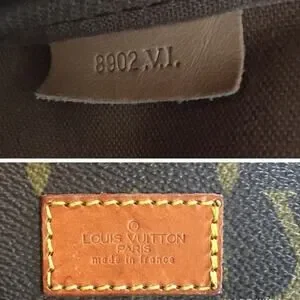 8902 V.I.
LOUIS VUITTON
PARIS
made in france